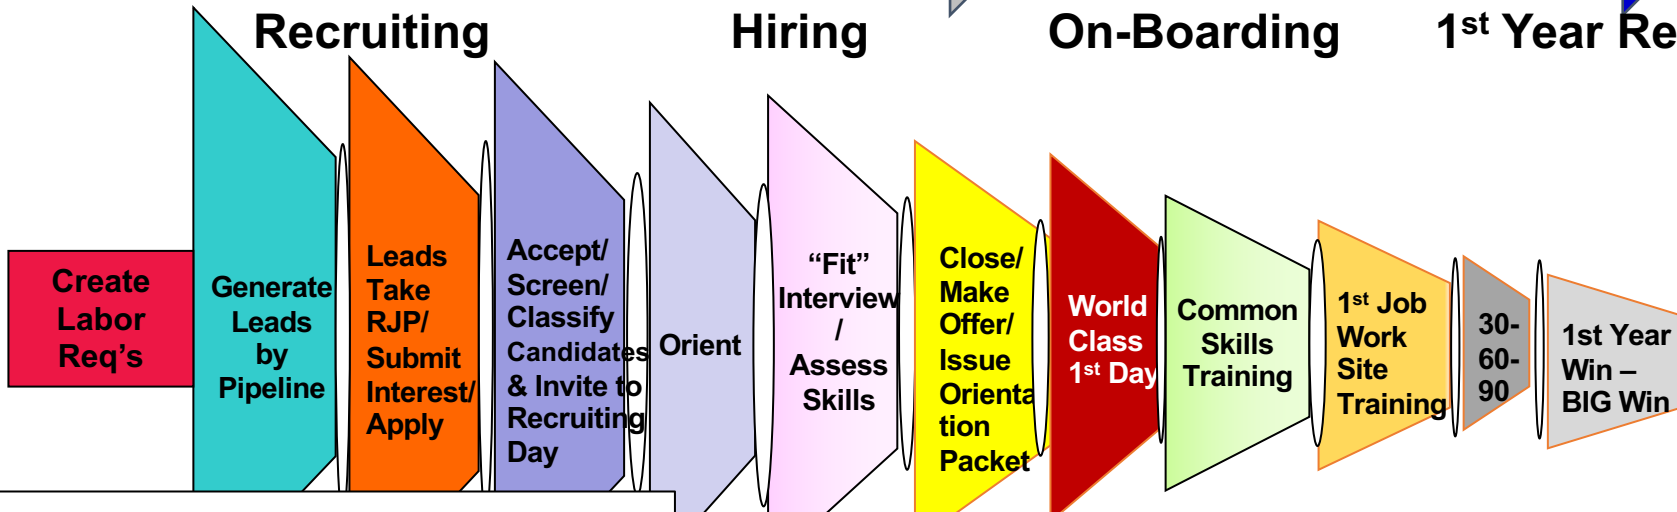 Recruiting
Hiring
On-Boarding
1st Year Re
Create
Labor
Req's
Generate
Leads
by
Pipeline
Leads
Take
RJP/
Submit
Interest/
Apply
Accept/
Screen/
Classify
Candidates
& Invite to
Recruiting
Day
Orient
“Fit”
Interview
/
Assess
Skills
Close/
Make
Offer/
Issue
Orienta
tion
Packet
World
Class
1st Day
Common
Skills
Training
1st Job
Work
Site
Training
30-
60-
90
1st Year
Win –
BIG Win